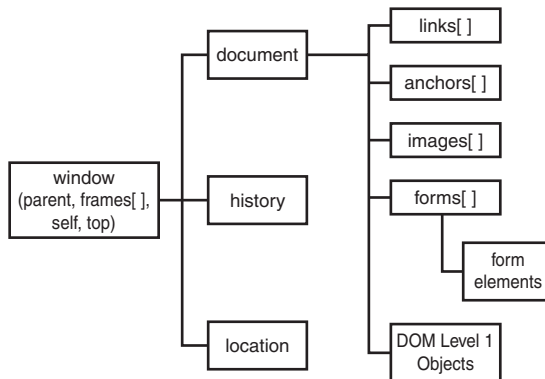 window
(parent, frames[ ],
self, top)
document
history
location
links[ ]
anchors[ ]
images[ ]
forms[ ]
form
elements
DOM Level 1
Objects